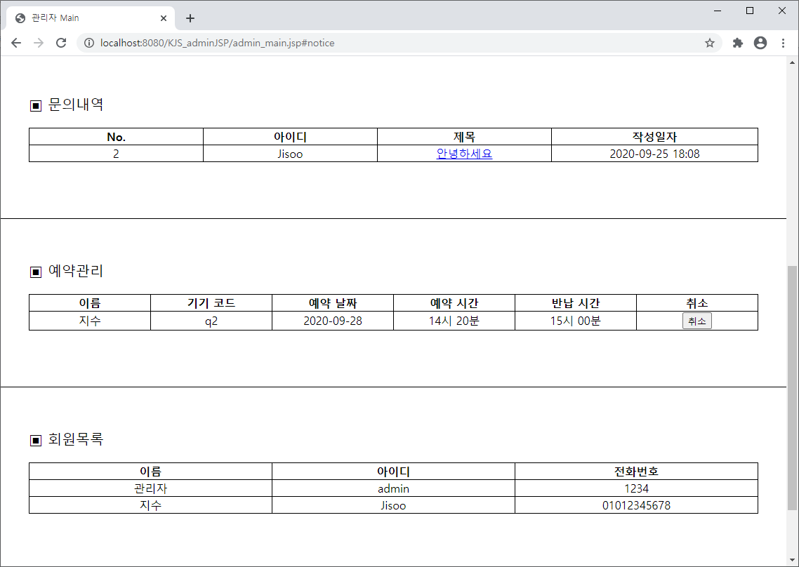 관리자 Main
localhost:8080/KJS_adminJSP/admin_main.jsp#notice
▣ 문의내역
No. 아이디 제목 작성일자
2 Jisoo 안녕하세요 2020-09-25 18:08
▣ 예약관리
이름 기기 코드 예약 날짜 예약 시간 반납 시간 취소
지수 q2 2020-09-28 14시 20분 15시 00분 취소
▣ 회원목록
이름 아이디 전화번호
관리자 admin 1234
지수 Jisoo 01012345678